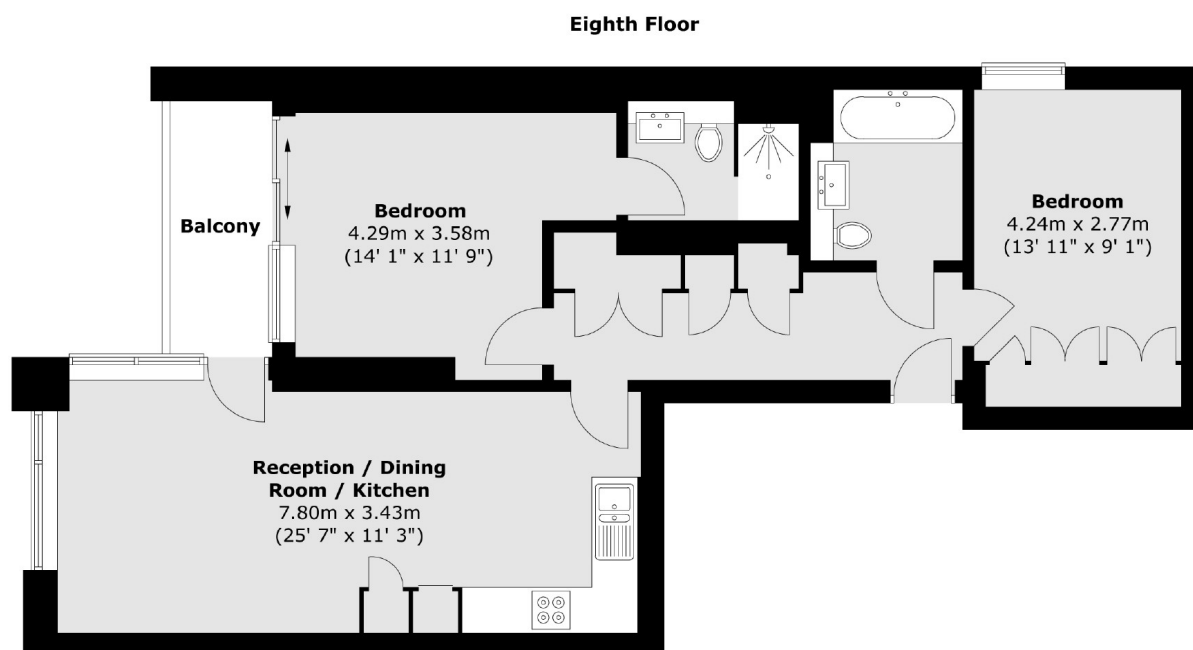 Eighth Floor
Balcony
Bedroom
4.29m x 3.58m
(14' 1" x 11' 9")
Bedroom
4.24m x 2.77m
(13' 11" x 9' 1")
Reception / Dining
Room / Kitchen
7.80m x 3.43m
(25' 7" x 11' 3")